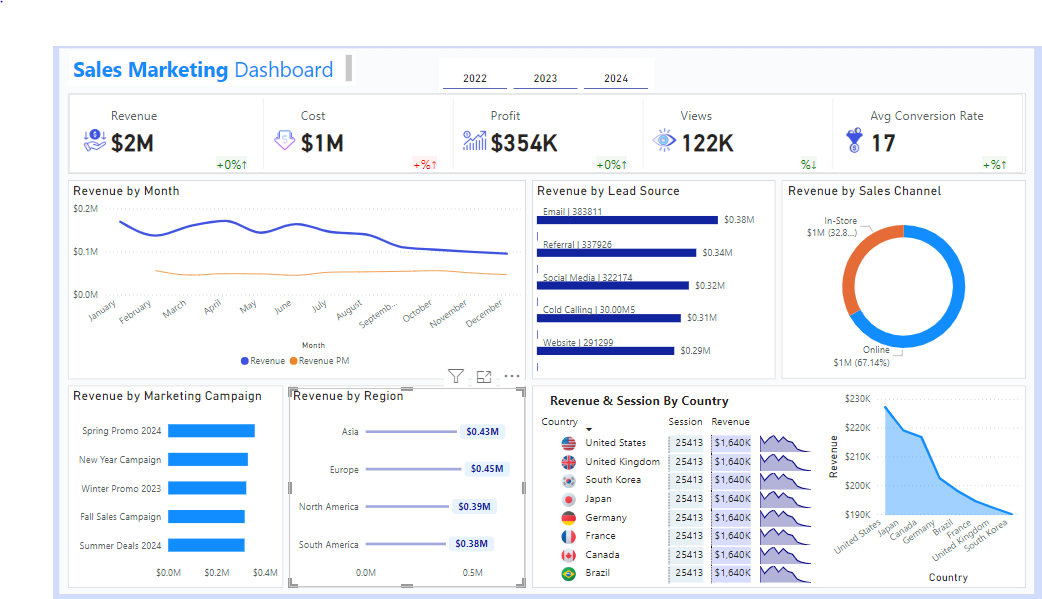 Sales Marketing Dashboard
2022 2023 2024
Revenue
$2M
+0%↑
Cost
$1M
+%↑
Profit
$354K
+0%↑
Views
122K
%↓
Avg Conversion Rate
17
+%↑
Revenue by Month
$0.2M
$0.1M
$0.0M
January February March April May June July August Septemb... October November December
Month
Revenue Revenue PM
Revenue by Lead Source
Email | 383811
$0.38M
Referral | 337926
$0.34M
Social Media | 322174
$0.32M
Cold Calling | 30.00M5
$0.31M
Website | 291299
$0.29M
Revenue by Sales Channel
In-Store
$1M (32.8...)
Online
$1M (67.14%)
Revenue by Marketing Campaign
Spring Promo 2024
New Year Campaign
Winter Promo 2023
Fall Sales Campaign
Summer Deals 2024
$0.0M $0.2M $0.4M
Revenue by Region
Asia $0.43M
Europe $0.45M
North America $0.39M
South America $0.38M
0.0M 0.5M
Revenue & Session By Country
Country Session Revenue
United States 25413 $1,640K
United Kingdom 25413 $1,640K
South Korea 25413 $1,640K
Japan 25413 $1,640K
Germany 25413 $1,640K
France 25413 $1,640K
Canada 25413 $1,640K
Brazil 25413 $1,640K
Revenue
$230K
$220K
$210K
$200K
$190K
United States Japan Canada Germany Brazil France United Kingdom South Korea
Country